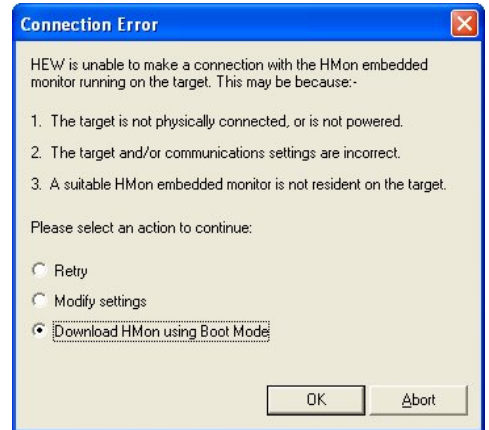 Connection Error
HEW is unable to make a connection with the HMon embedded
monitor running on the target. This may be because:-
1. The target is not physically connected, or is not powered.
2. The target and/or communications settings are incorrect.
3. A suitable HMon embedded monitor is not resident on the target.
Please select an action to continue:
Retry
Modify settings
Download HMon using Boot Mode
OK Abort